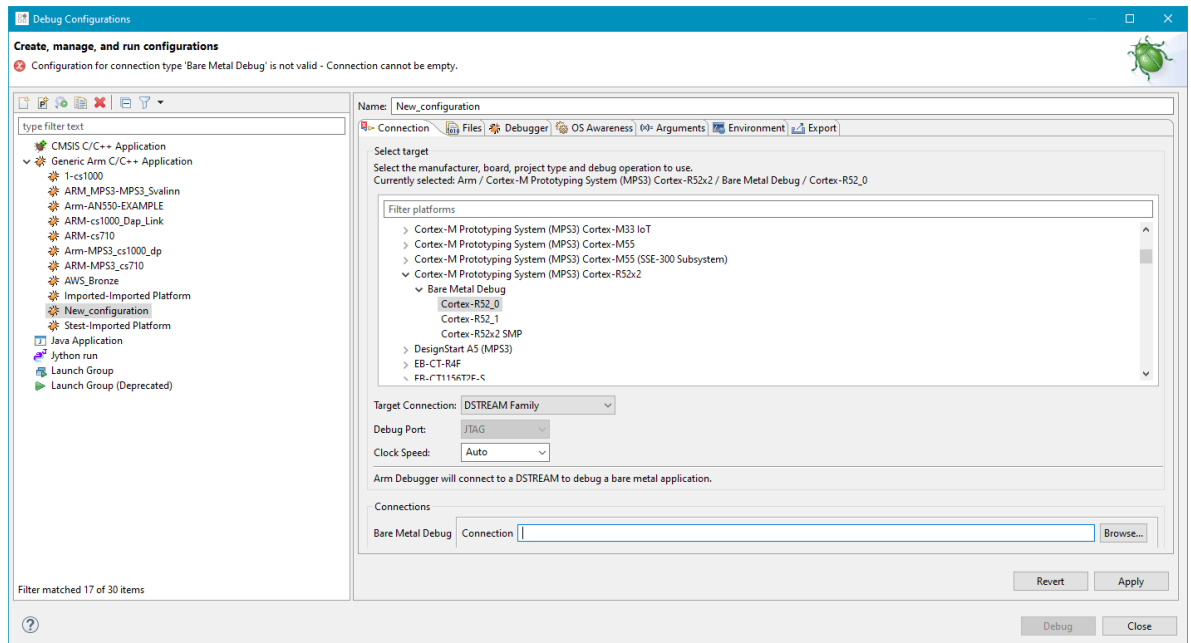 Debug Configurations
Create, manage, and run configurations
Configuration for connection type 'Bare Metal Debug' is not valid - Connection cannot be empty.
type filter text
CMSIS C/C++ Application
Generic Arm C/C++ Application
1-cs1000
ARM_MPS3-MPS3_Svalinn
Arm-AN550-EXAMPLE
ARM-cs1000_Dap_Link
ARM-cs710
Arm-MPS3_cs1000_dp
ARM-MPS3_cs710
AWS_Bronze
Imported-Imported Platform
New_configuration
Stest-Imported Platform
Java Application
Jython run
Launch Group
Launch Group (Deprecated)
Filter matched 17 of 30 items
Name: New_configuration
Connection Files Debugger OS Awareness Arguments Environment Export
Select target
Select the manufacturer, board, project type and debug operation to use.
Currently selected: Arm / Cortex-M Prototyping System (MPS3) Cortex-R52x2 / Bare Metal Debug / Cortex-R52_0
Filter platforms
Cortex-M Prototyping System (MPS3) Cortex-M33 IoT
Cortex-M Prototyping System (MPS3) Cortex-M55
Cortex-M Prototyping System (MPS3) Cortex-M55 (SSE-300 Subsystem)
Cortex-M Prototyping System (MPS3) Cortex-R52x2
Bare Metal Debug
Cortex-R52_0
Cortex-R52_1
Cortex-R52x2 SMP
DesignStart A5 (MPS3)
EB-CT-R4F
EB-CT1156T2F-S
Target Connection: DSTREAM Family
Debug Port: JTAG
Clock Speed: Auto
Arm Debugger will connect to a DSTREAM to debug a bare metal application.
Connections
Bare Metal Debug Connection Browse...
Revert Apply
Debug Close